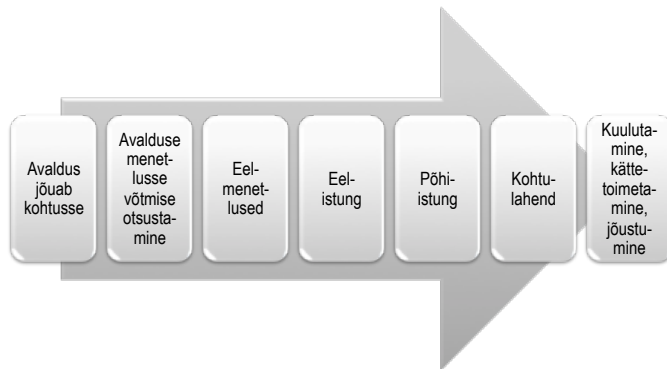 Avaldus
jõuab
kohtusse
Avalduse
menet-
lusse
võtmise
otsusta-
mine
Eel-
menet-
lused
Eel-
istung
Põhi-
istung
Kohtu-
lahend
Kuuluta-
mine,
kätte-
toimeta-
mine,
jõustu-
mine